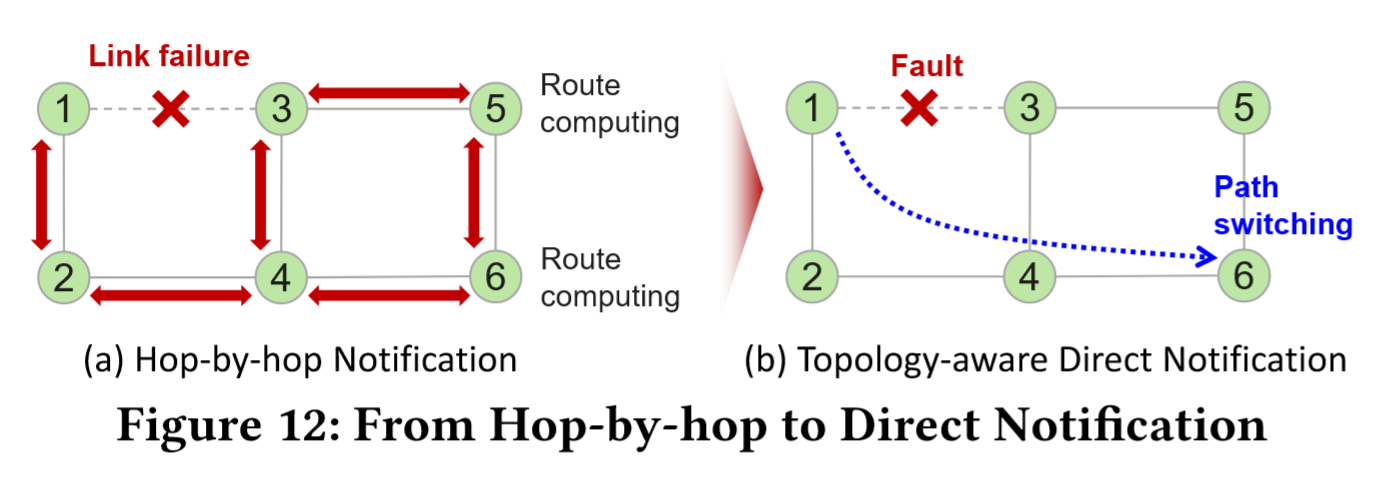 Link failure
1
3
5
Route
computing
2
4
6
Route
computing
(a) Hop-by-hop Notification
Fault
1
3
5
Path
switching
2
4
6
(b) Topology-aware Direct Notification
Figure 12: From Hop-by-hop to Direct Notification